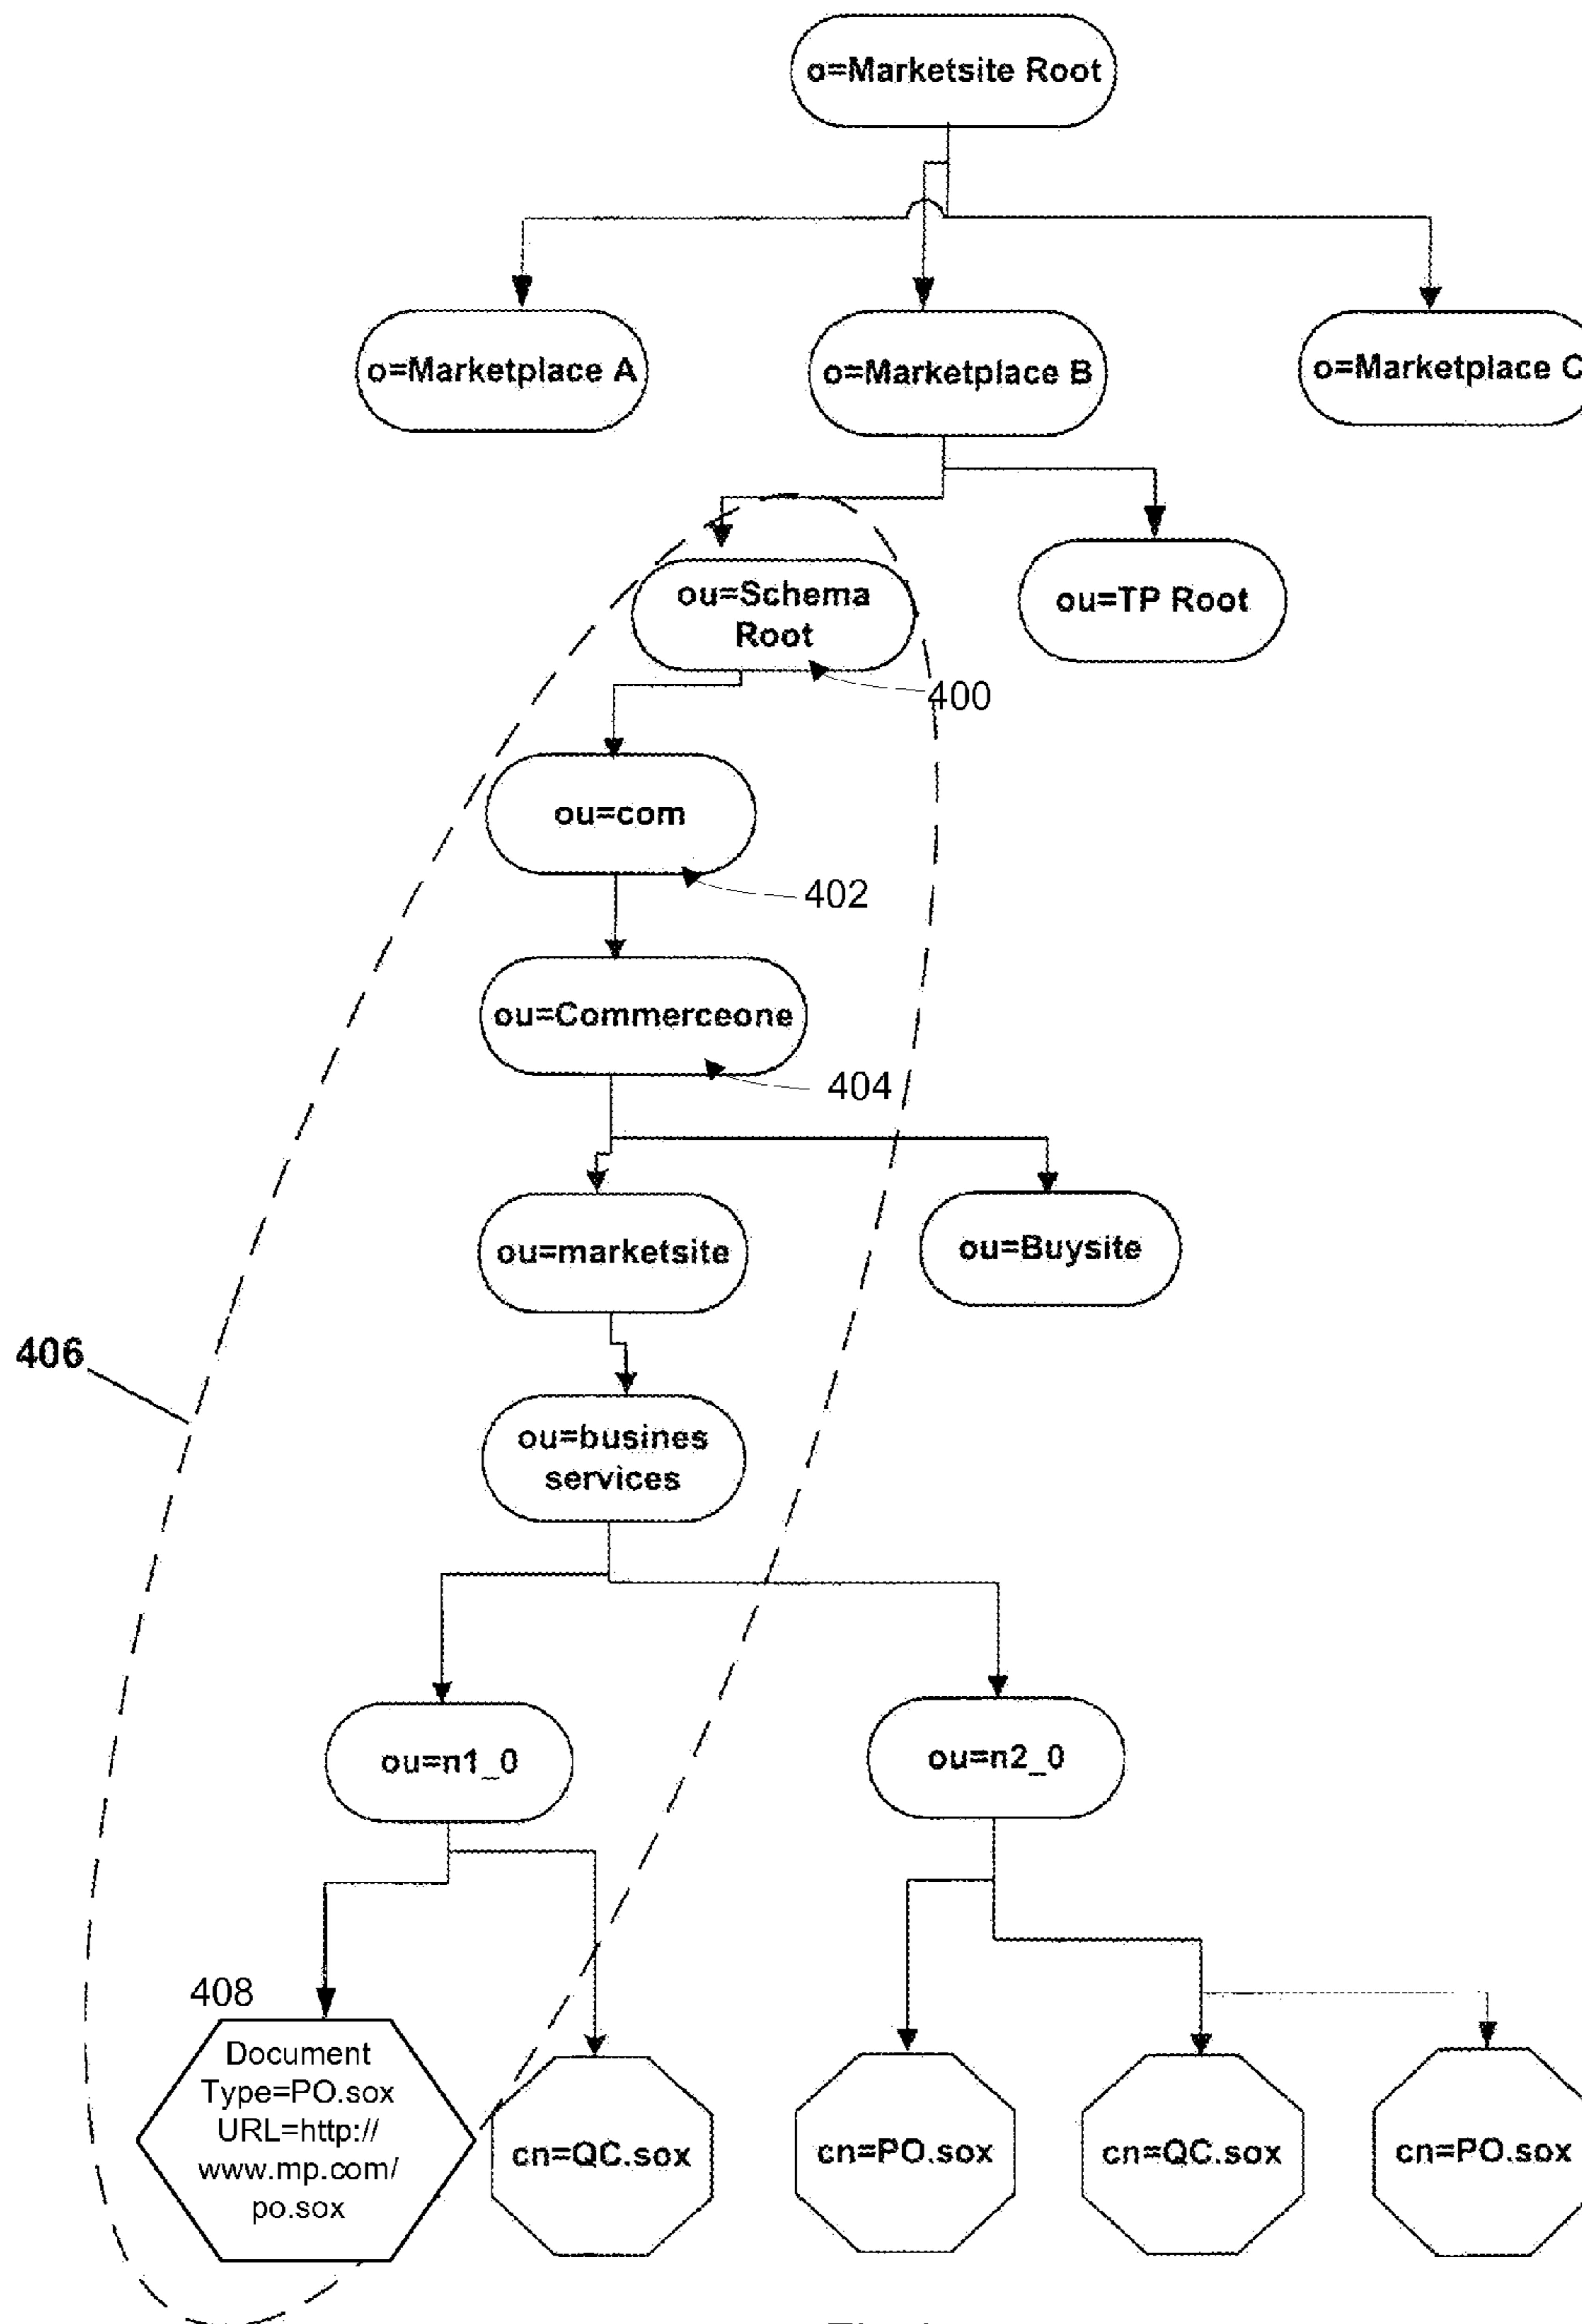 o=Marketsite Root
o=Marketplace A
o=Marketplace B
o=Marketplace C
ou=Schema
Root
ou=TP Root
400
ou=com
402
ou=Commerceone
404
ou=marketsite
ou=Buysite
406
ou=busines
services
ou=n1_0
ou=n2_0
408
Document
Type=PO.sox
URL=http://
www.mp.com/
po.sox
cn=QC.sox
cn=PO.sox
cn=QC.sox
cn=PO.sox